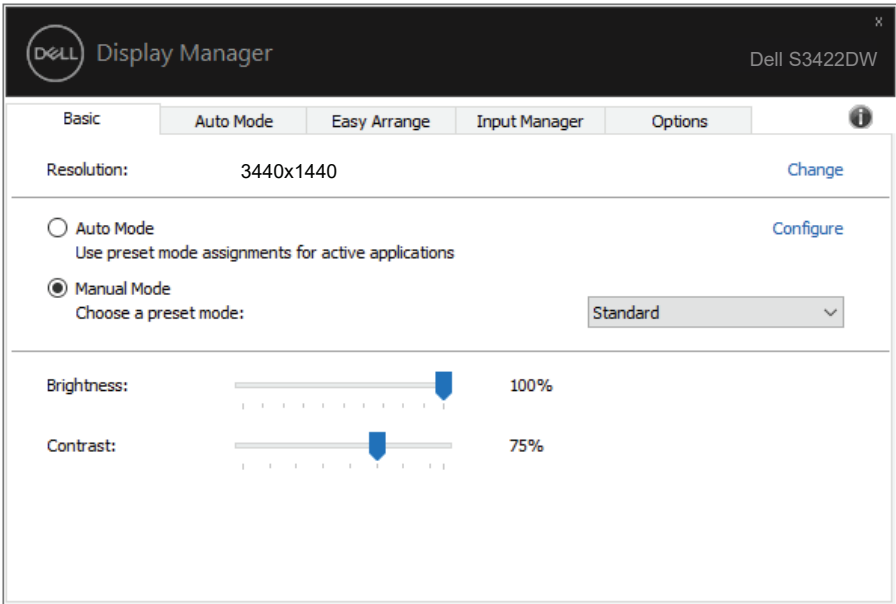 x
DELL Display Manager
Dell S3422DW
Basic Auto Mode Easy Arrange Input Manager Options i
Resolution: 3440x1440 Change
Auto Mode Configure
Use preset mode assignments for active applications
Manual Mode
Choose a preset mode: Standard
Brightness: 100%
Contrast: 75%